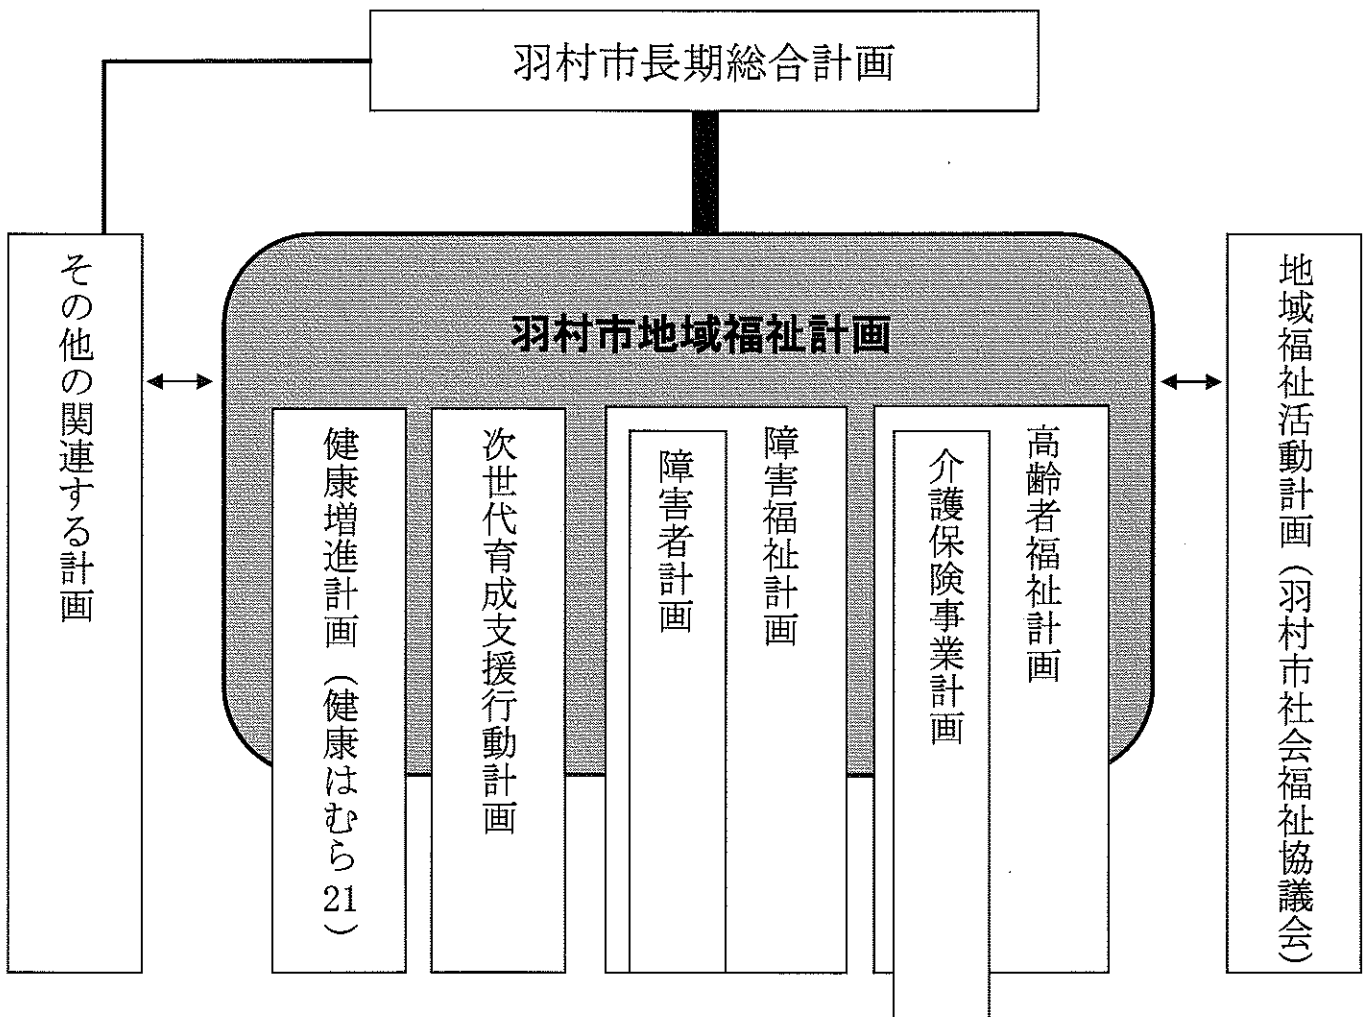 羽村市長期総合計画
羽村市地域福祉計画
地域福祉活動計画（羽村市社会福祉協議会）
高齢者福祉計画
介護保険事業計画
障害福祉計画
障害者計画
次世代育成支援行動計画
健康増進計画（健康はむら21）
その他の関連する計画